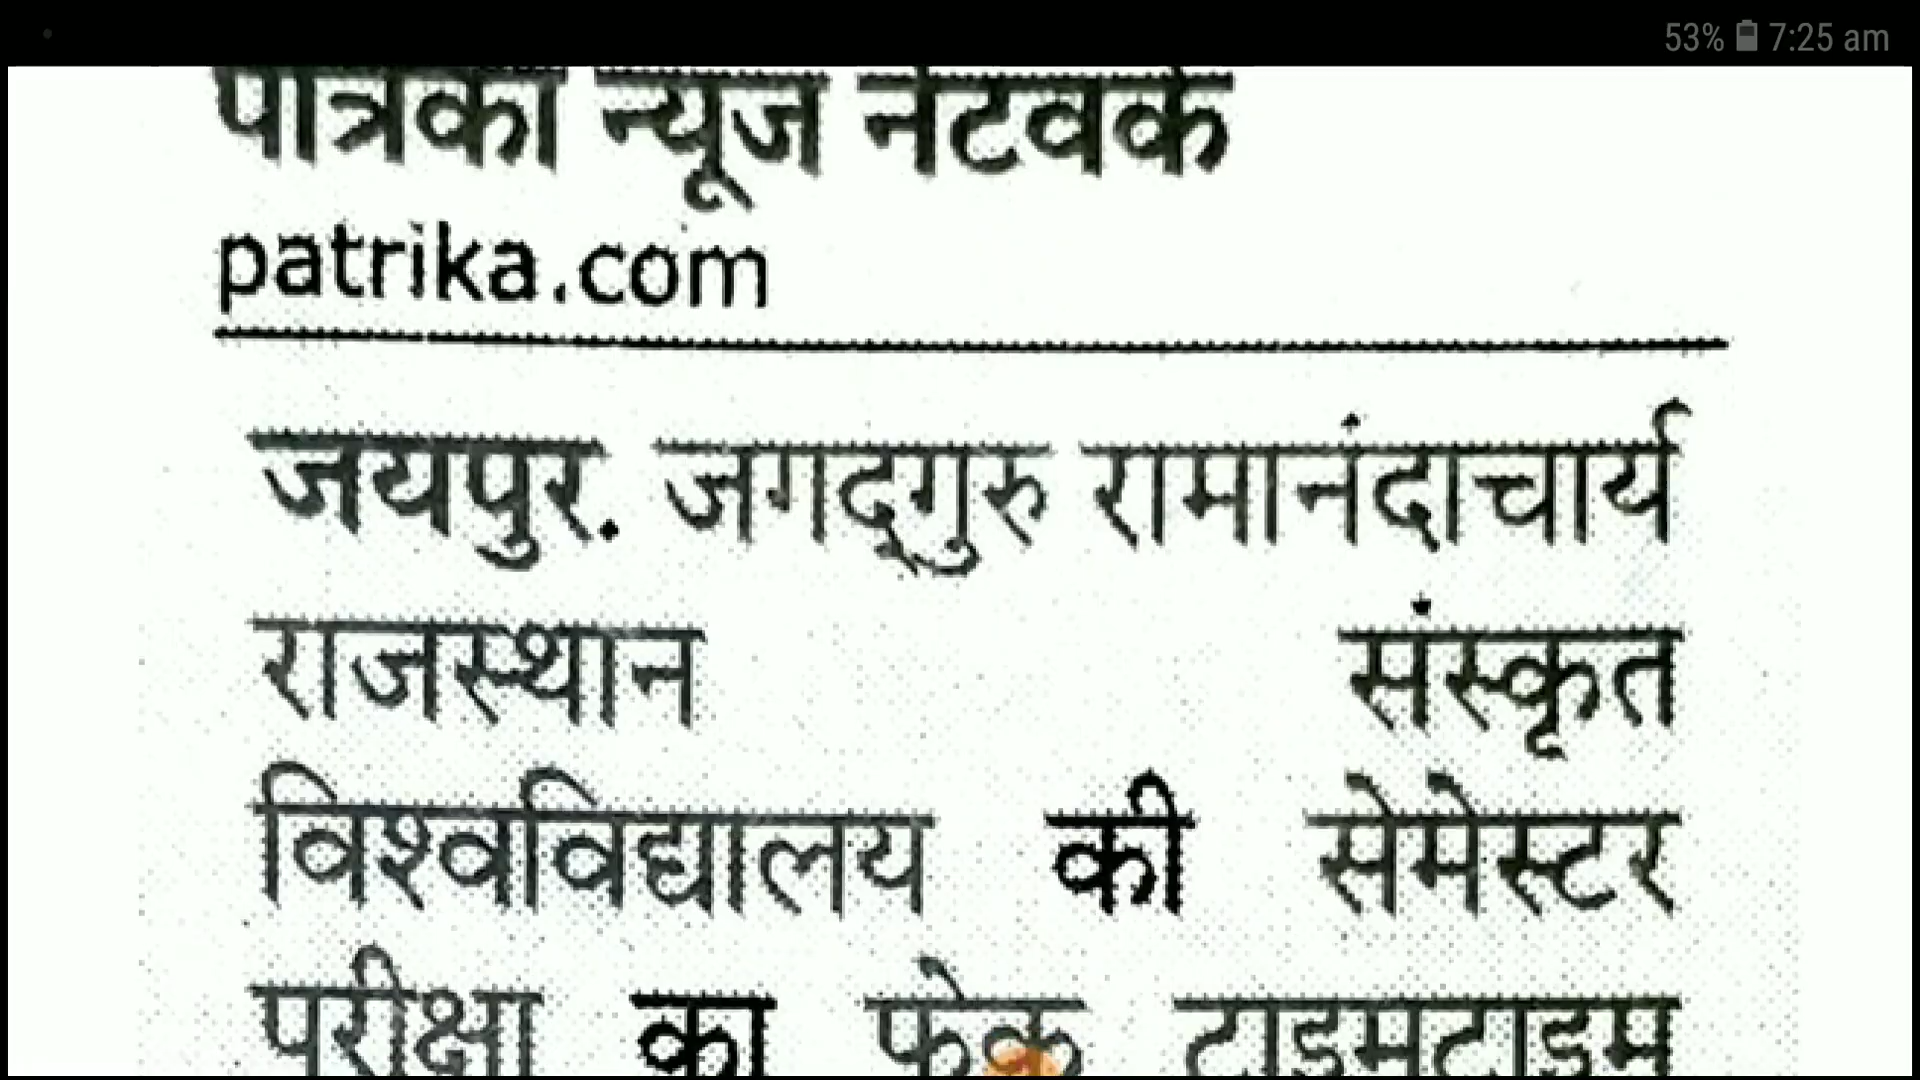 53% 7:25 am
पत्रिका न्यूज नेटवर्क
patrika.com
जयपुर. जगद्गुरु रामानंदाचार्य
राजस्थान संस्कृत
विश्वविद्यालय की सेमेस्टर
परीक्षा का फेक टाइमटाइम